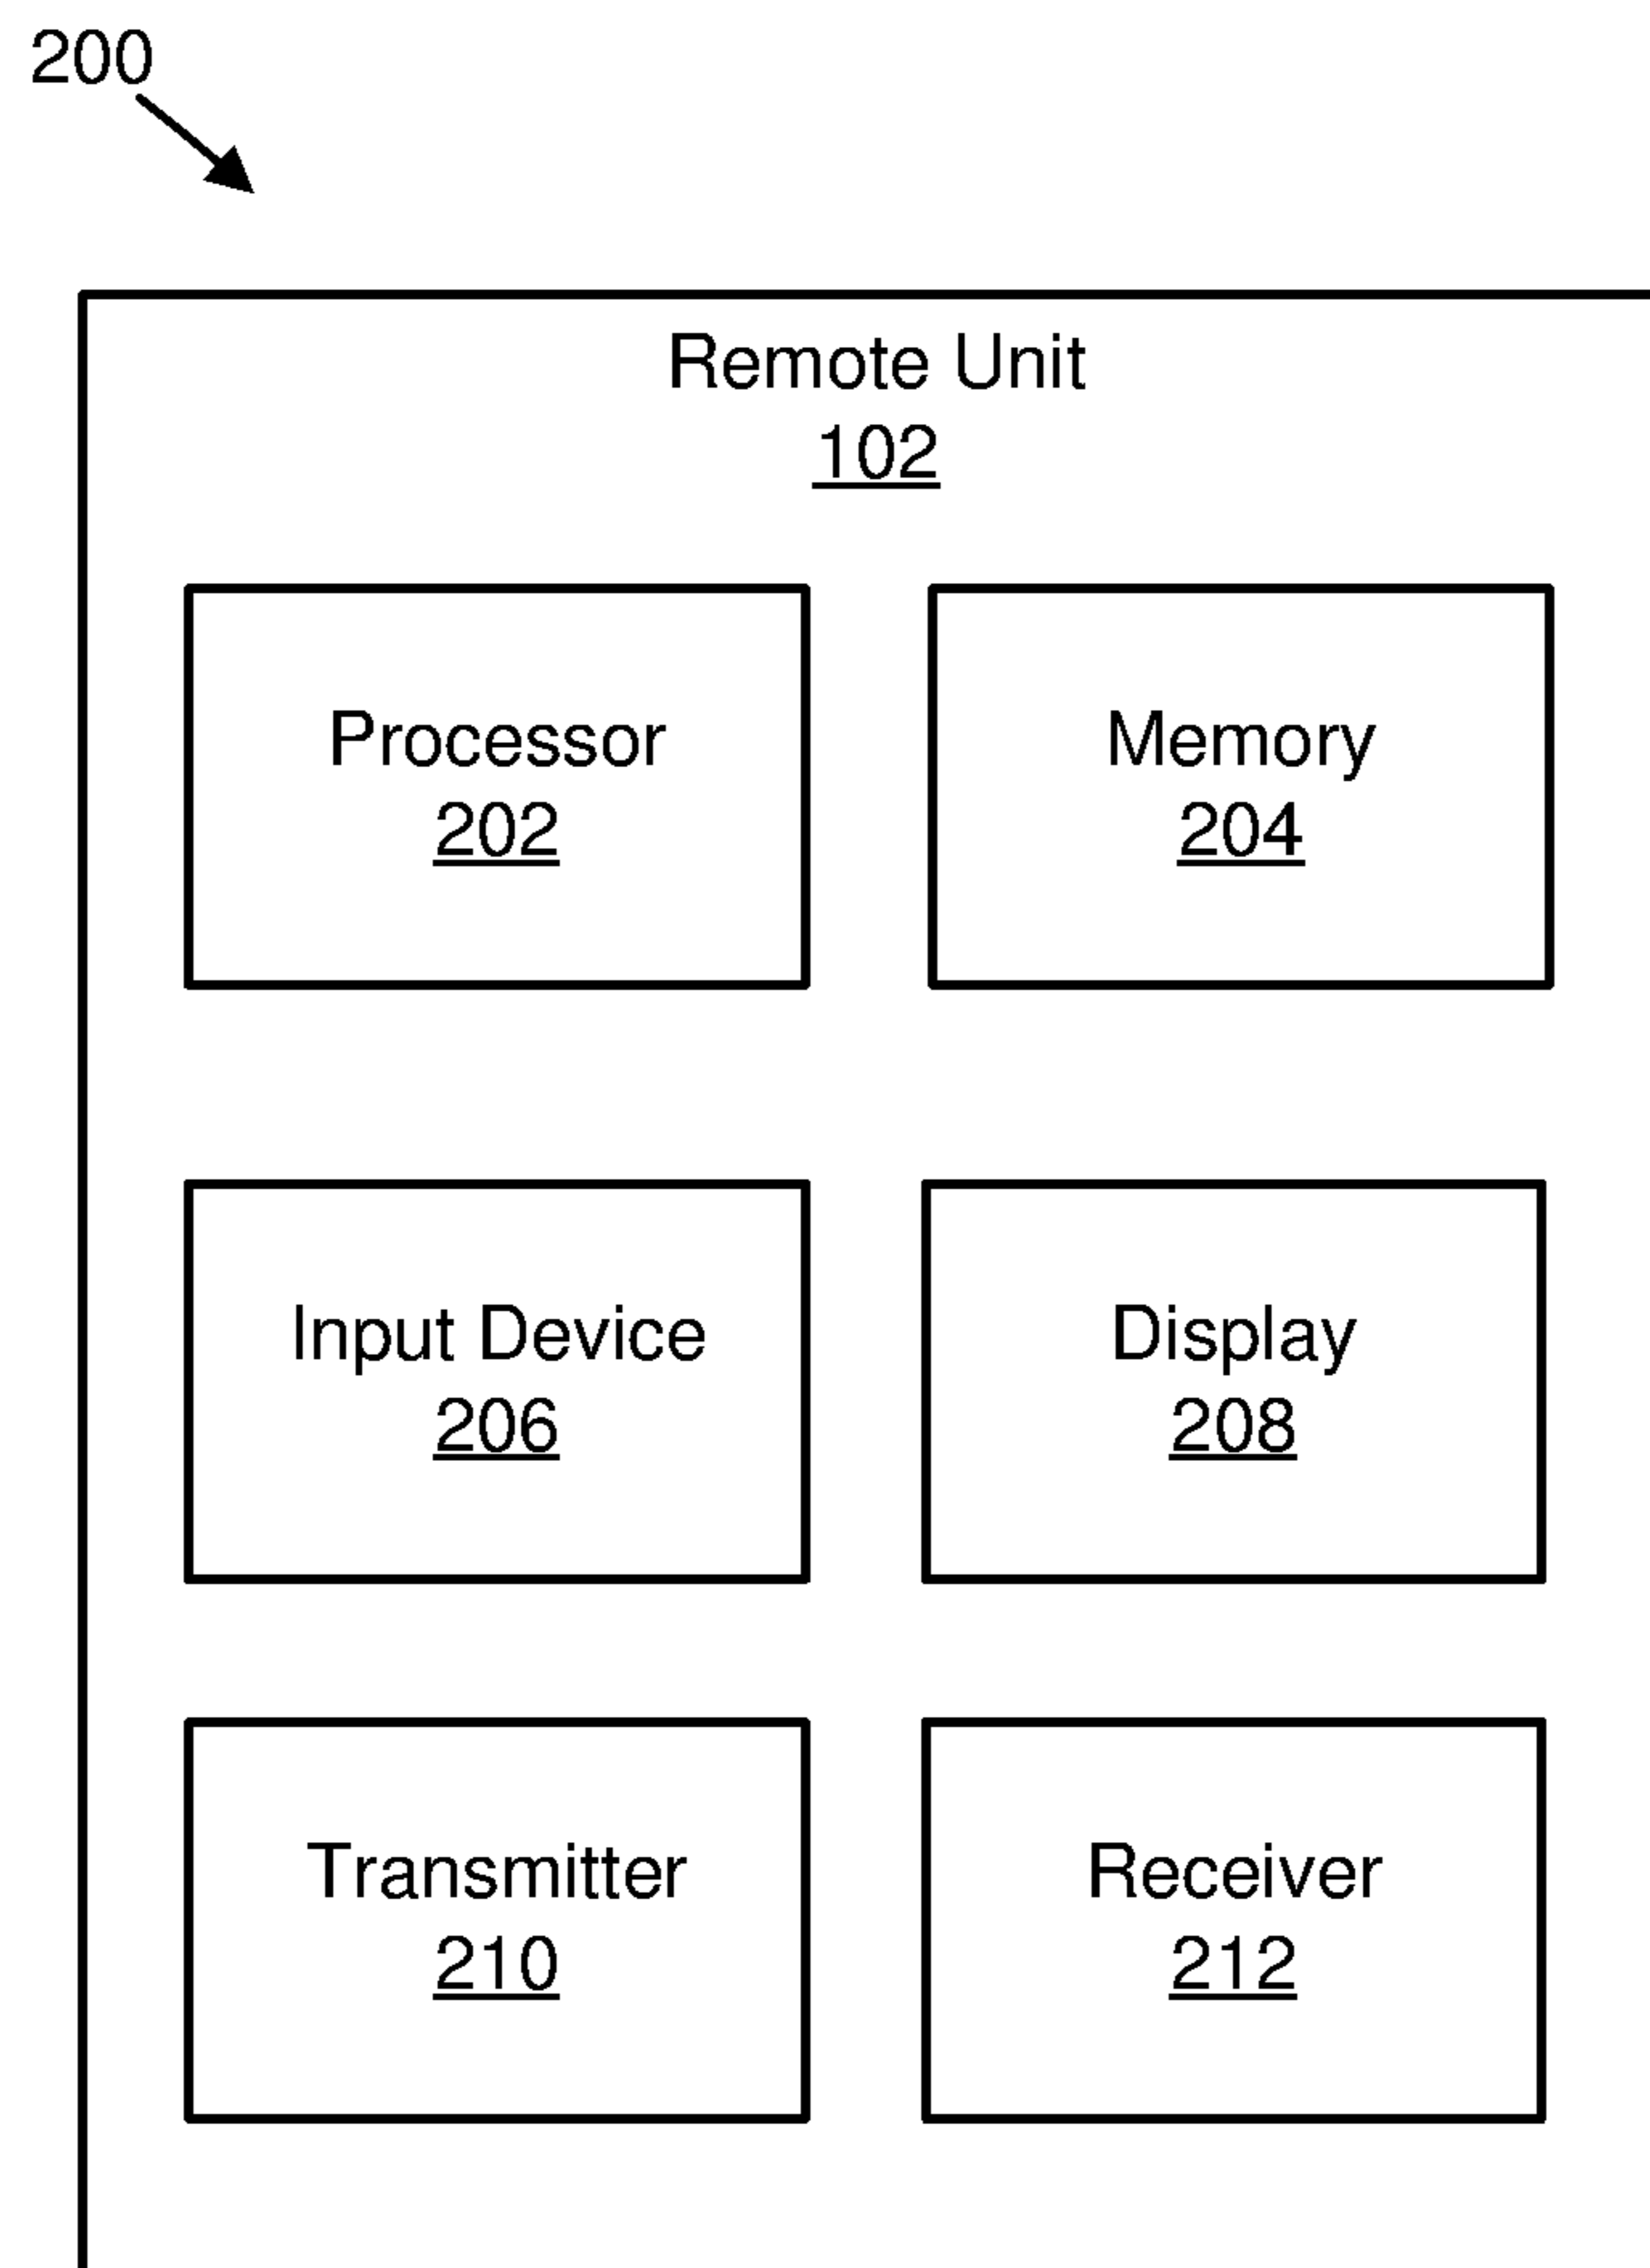 200
Remote Unit
102
Processor
202
Memory
204
Input Device
206
Display
208
Transmitter
210
Receiver
212